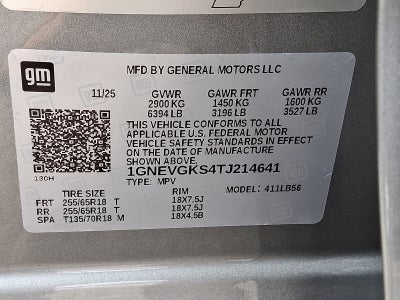 gm
MFD BY GENERAL MOTORS LLC
11/25 GVWR GAWR FRT GAWR RR
2900 KG 1450 KG 1600 KG
6394 LB 3196 LB 3527 LB
THIS VEHICLE CONFORMS TO ALL
APPLICABLE U.S. FEDERAL MOTOR
VEHICLE SAFETY STANDARDS IN EFFECT
ON THE DATE OF MANUFACTURE SHOWN ABOVE.
1GNEVGKS4TJ214641
130H TYPE: MPV
TIRE SIZE RIM MODEL: 411LB56
FRT 255/65R18 T 18X7.5J
RR 255/65R18 T 18X7.5J
SPA T135/70R18 M 18X4.5B